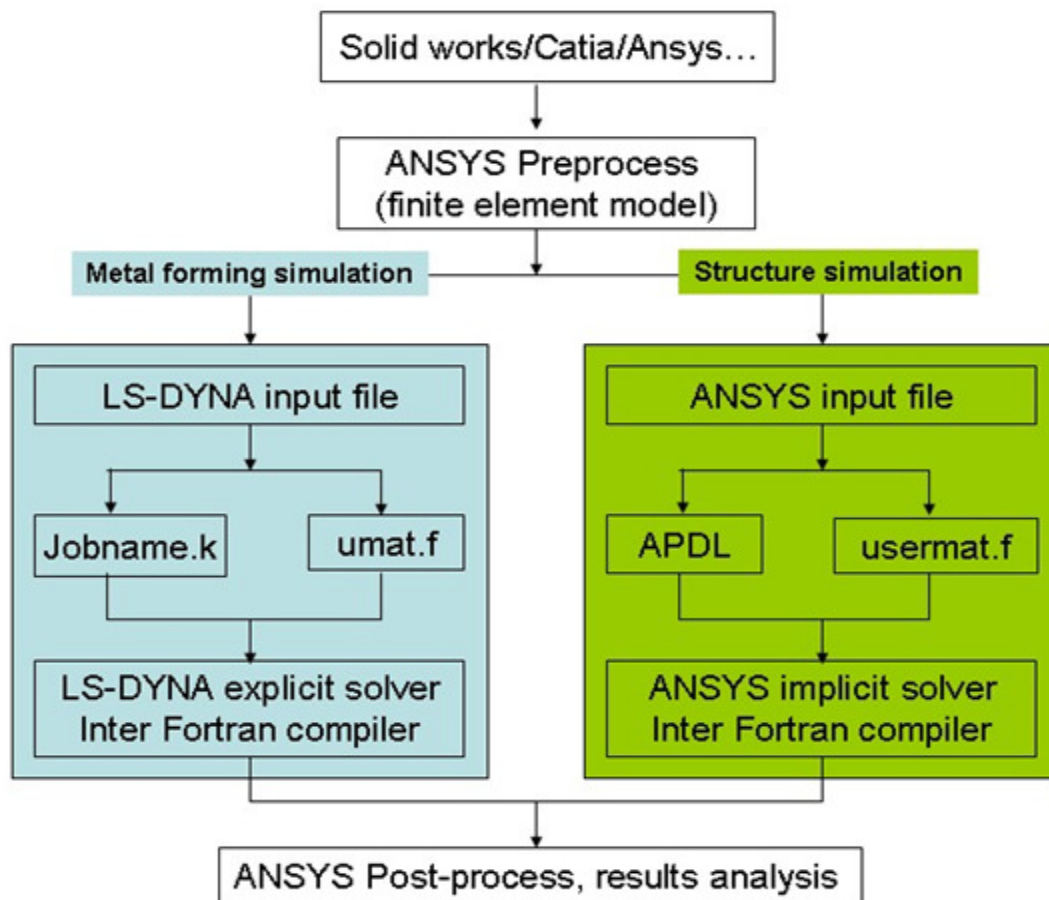 Solid works/Catia/Ansys…
ANSYS Preprocess
(finite element model)
Metal forming simulation
Structure simulation
LS-DYNA input file
Jobname.k
umat.f
LS-DYNA explicit solver
Inter Fortran compiler
ANSYS input file
APDL
usermat.f
ANSYS implicit solver
Inter Fortran compiler
ANSYS Post-process, results analysis